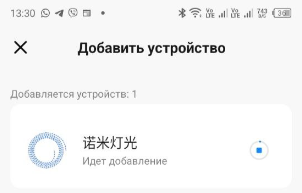 13:30
Добавить устройство
Добавляется устройств: 1
诺米灯光
Идет добавление